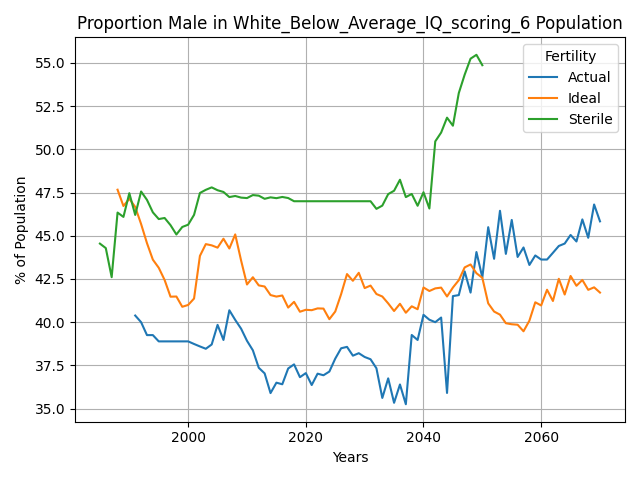 Proportion Male in White_Below_Average_IQ_scoring_6 Population
Fertility
Actual
Ideal
Sterile
% of Population
55.0
52.5
50.0
47.5
45.0
42.5
40.0
37.5
35.0
2000
2020
2040
2060
Years